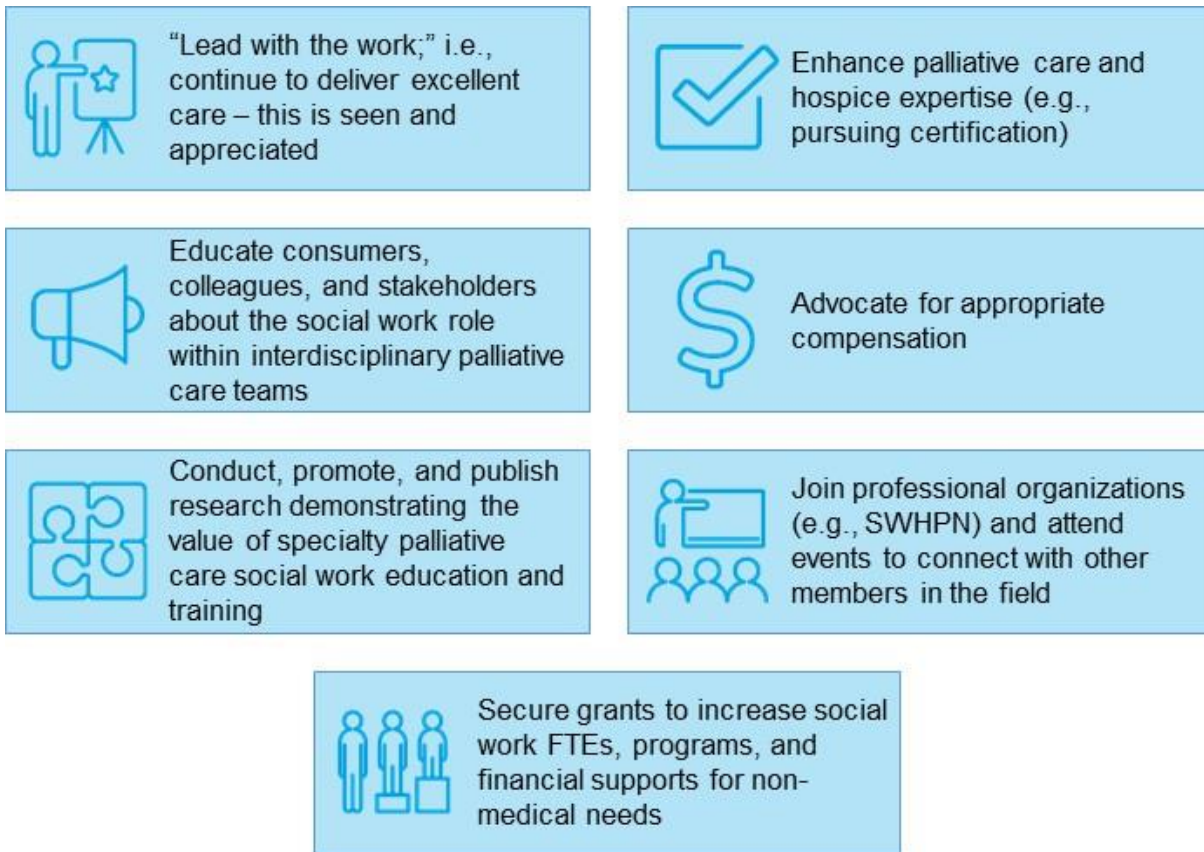 “Lead with the work;” i.e.,
continue to deliver excellent
care – this is seen and
appreciated
Enhance palliative care and
hospice expertise (e.g.,
pursuing certification)
Educate consumers,
colleagues, and stakeholders
about the social work role
within interdisciplinary palliative
care teams
$
Advocate for appropriate
compensation
Conduct, promote, and publish
research demonstrating the
value of specialty palliative
care social work education and
training
Join professional organizations
(e.g., SWHPN) and attend
events to connect with other
members in the field
Secure grants to increase social
work FTEs, programs, and
financial supports for non-
medical needs